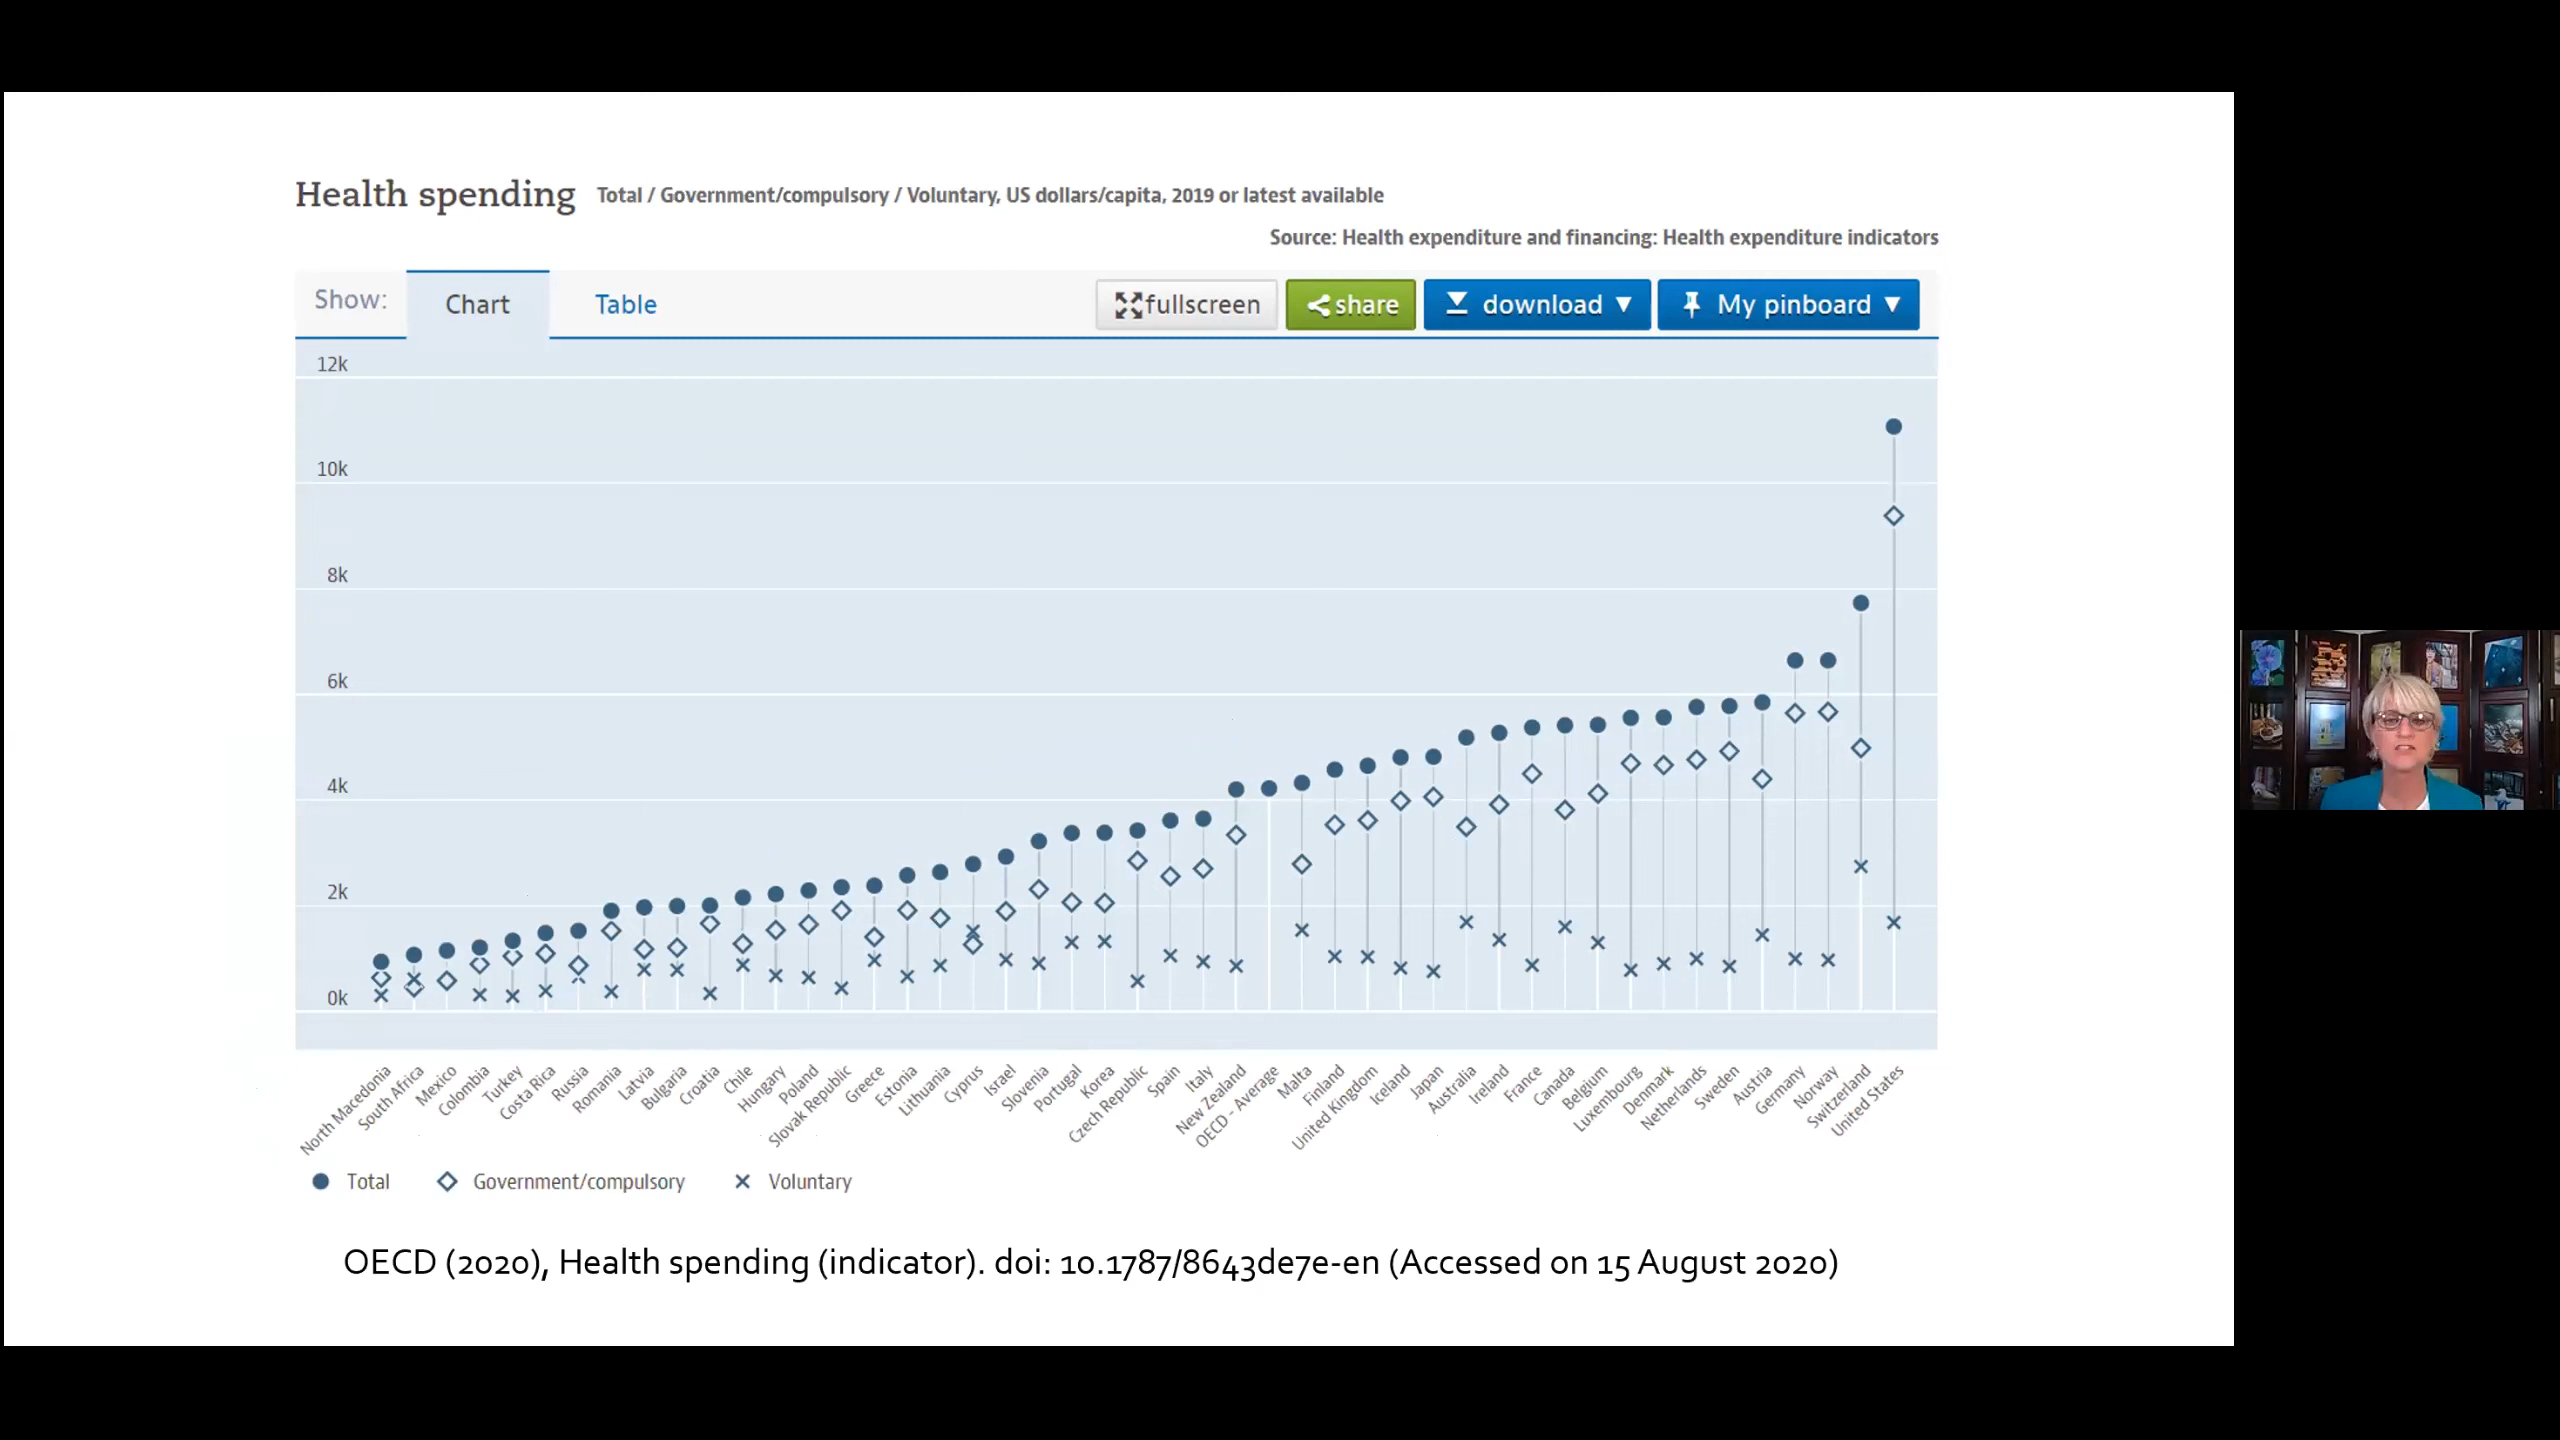 Health spending Total / Government/compulsory / Voluntary, US dollars/capita, 2019 or latest available
Source: Health expenditure and financing: Health expenditure indicators
Show: Chart Table fullscreen share download ▼ My pinboard ▼
12k
10k
8k
6k
4k
2k
0k
North Macedonia
South Africa
Mexico
Colombia
Turkey
Costa Rica
Russia
Romania
Latvia
Bulgaria
Croatia
Chile
Hungary
Poland
Slovak Republic
Greece
Estonia
Lithuania
Cyprus
Israel
Slovenia
Portugal
Korea
Czech Republic
Spain
Italy
New Zealand
OECD - Average
Malta
Finland
United Kingdom
Iceland
Japan
Australia
Ireland
France
Canada
Belgium
Luxembourg
Denmark
Netherlands
Sweden
Austria
Germany
Norway
Switzerland
United States
Total Government/compulsory Voluntary
OECD (2020), Health spending (indicator). doi: 10.1787/8643de7e-en (Accessed on 15 August 2020)